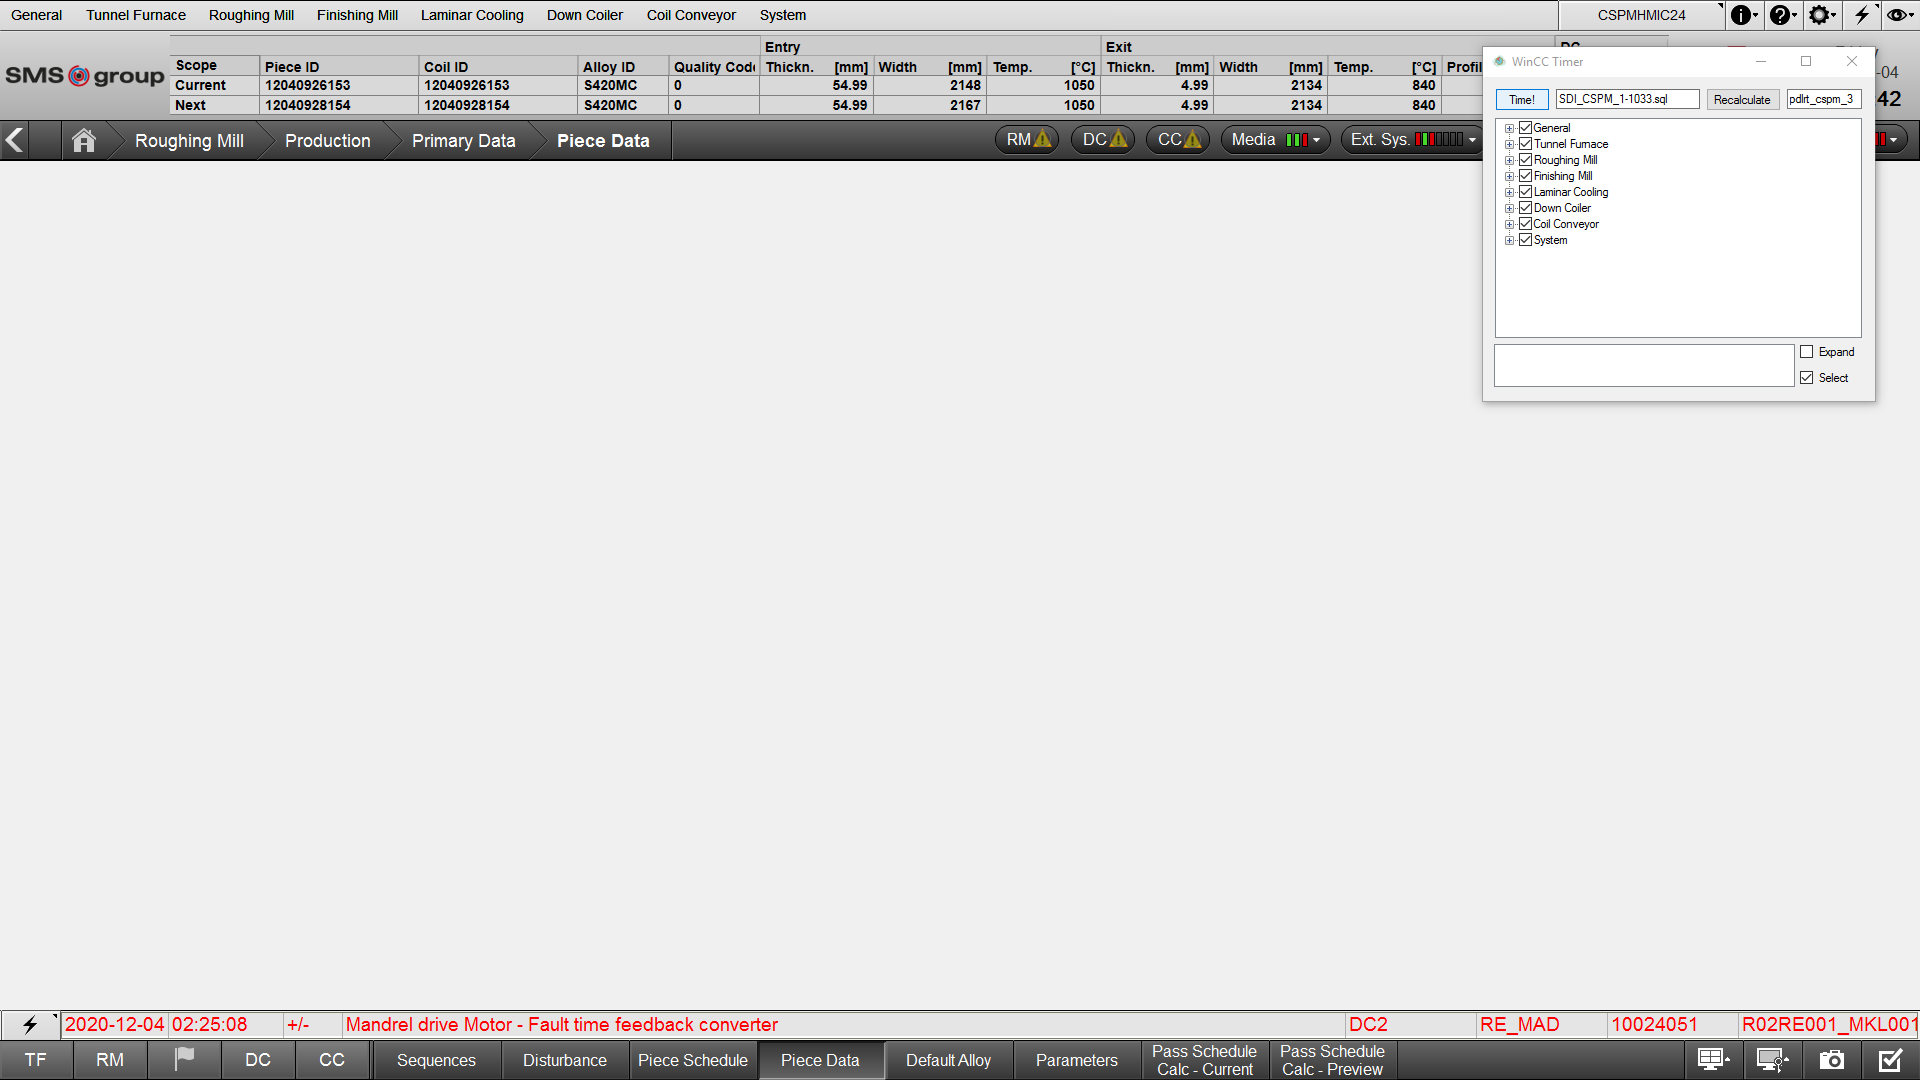 General Tunnel Furnace Roughing Mill Finishing Mill Laminar Cooling Down Coiler Coil Conveyor System CSPMHMIC24
SMS group
Entry Exit
Scope Piece ID Coil ID Alloy ID Quality Code Thickn. [mm] Width [mm] Temp. [°C] Thickn. [mm] Width [mm] Temp. [°C]
Current 12040926153 12040926153 S420MC 0 54.99 2148 1050 4.99 2134 840
Next 12040928154 12040928154 S420MC 0 54.99 2167 1050 4.99 2134 840
-04
42
Roughing Mill Production Primary Data Piece Data RM DC CC Media Ext. Sys.
WinCC Timer
Time! SDI_CSPM_1-1033.sql Recalculate pdlrt_cspm_3
General
Tunnel Furnace
Roughing Mill
Finishing Mill
Laminar Cooling
Down Coiler
Coil Conveyor
System
Expand
Select
2020-12-04 02:25:08 +/- Mandrel drive Motor - Fault time feedback converter DC2 RE_MAD 10024051 R02RE001_MKL001
TF RM DC CC Sequences Disturbance Piece Schedule Piece Data Default Alloy Parameters Pass Schedule Calc - Current Pass Schedule Calc - Preview